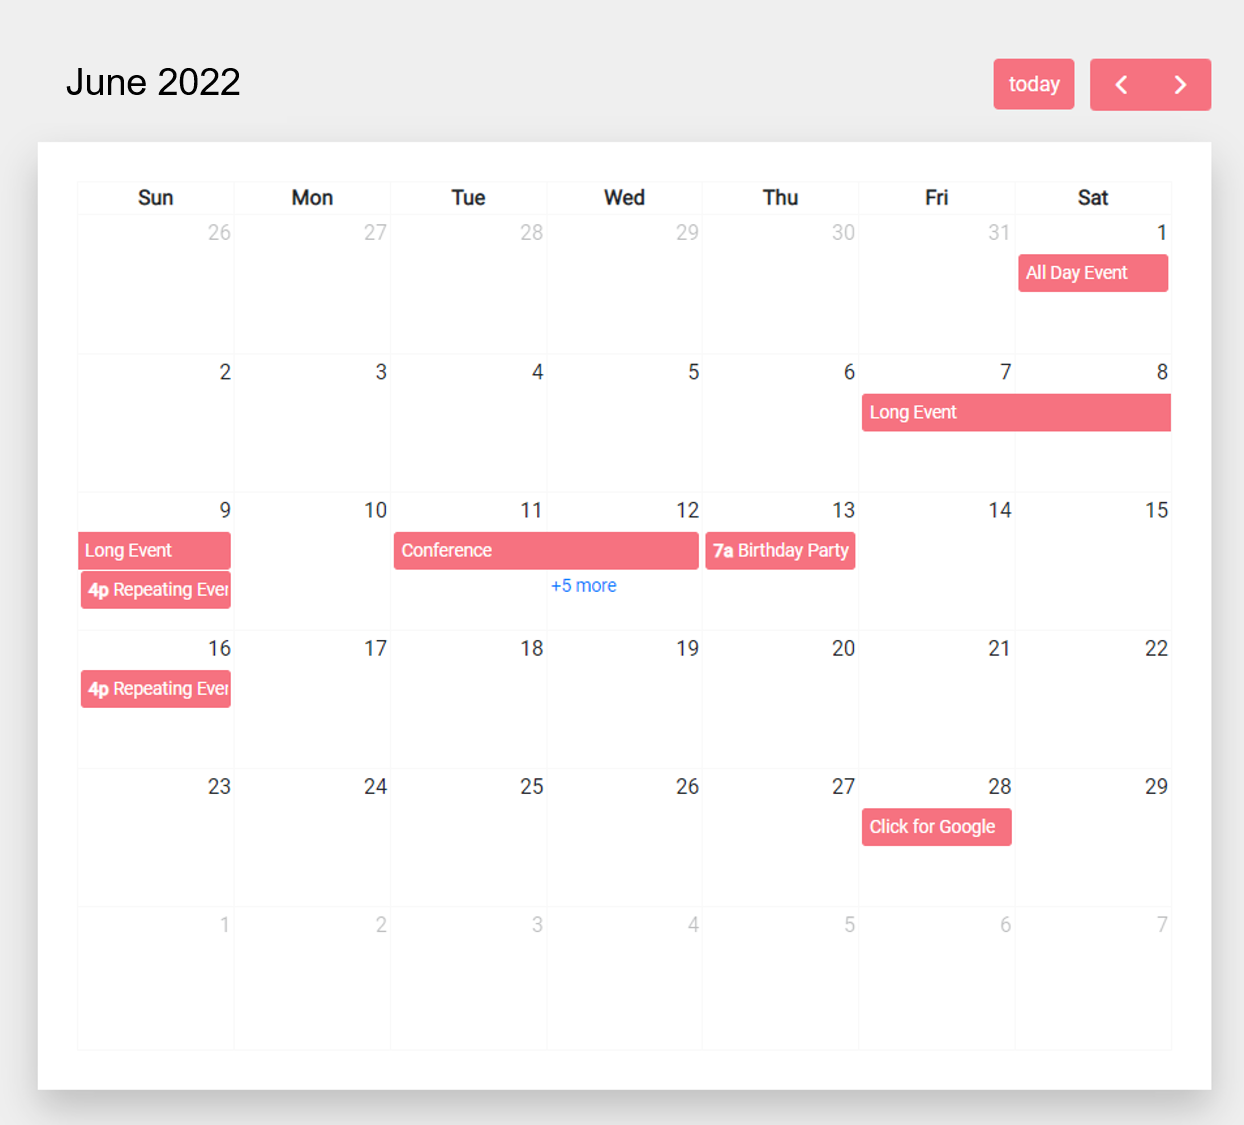 June 2022
today
Sun Mon Tue Wed Thu Fri Sat
26 27 28 29 30 31 1
All Day Event
2 3 4 5 6 7 8
Long Event
9 10 11 12 13 14 15
Long Event Conference 7a Birthday Party
4p Repeating Ever +5 more
16 17 18 19 20 21 22
4p Repeating Ever
23 24 25 26 27 28 29
Click for Google
1 2 3 4 5 6 7